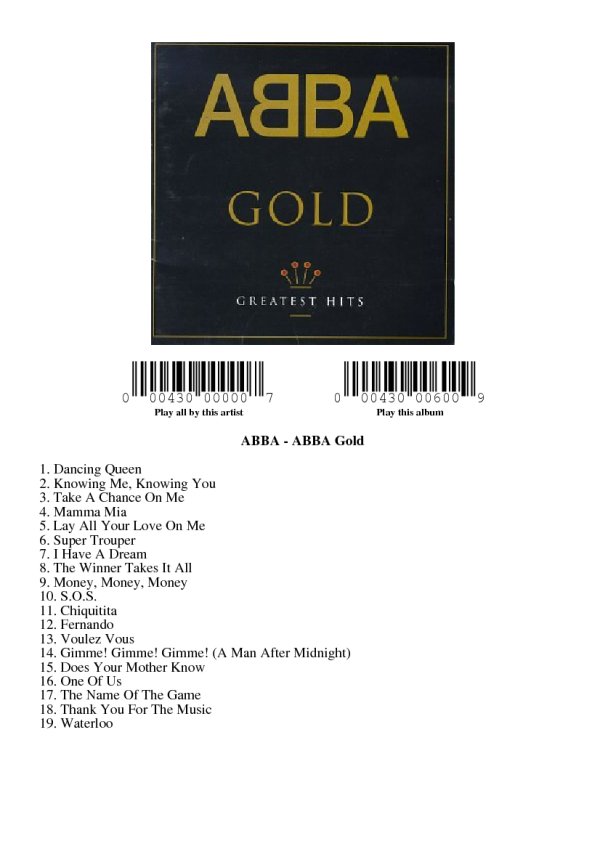 ABBA
GOLD
GREATEST HITS
0 00430 00000 7
Play all by this artist
0 00430 00600 9
Play this album
ABBA - ABBA Gold
1. Dancing Queen
2. Knowing Me, Knowing You
3. Take A Chance On Me
4. Mamma Mia
5. Lay All Your Love On Me
6. Super Trouper
7. I Have A Dream
8. The Winner Takes It All
9. Money, Money, Money
10. S.O.S.
11. Chiquitita
12. Fernando
13. Voulez Vous
14. Gimme! Gimme! Gimme! (A Man After Midnight)
15. Does Your Mother Know
16. One Of Us
17. The Name Of The Game
18. Thank You For The Music
19. Waterloo